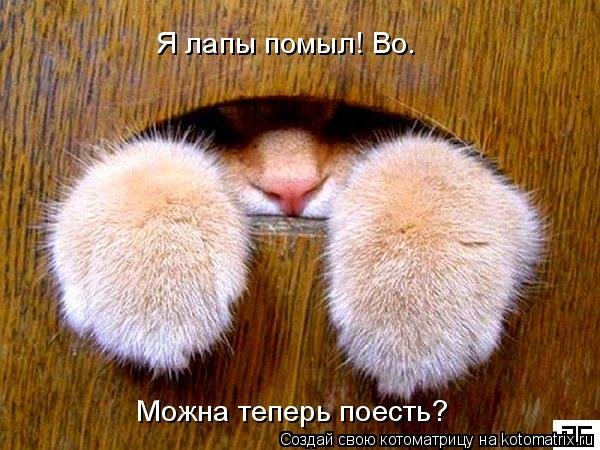 Я лапы помыл! Во.
Можна теперь поесть?
Создай свою котоматрицу на kotomatrix.ru